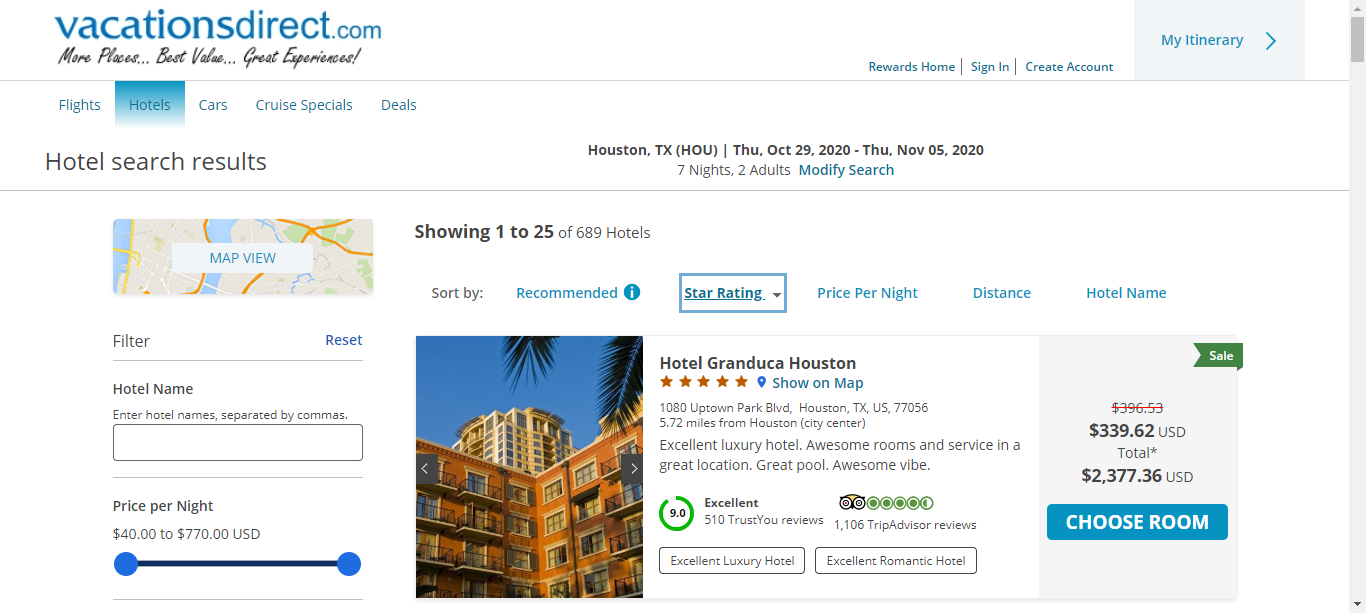 vacationsdirect.com
More Places... Best Value... Great Experiences!
My Itinerary
Rewards Home
Sign In
Create Account
Flights
Hotels
Cars
Cruise Specials
Deals
Hotel search results
Houston, TX (HOU) | Thu, Oct 29, 2020 - Thu, Nov 05, 2020
7 Nights, 2 Adults Modify Search
MAP VIEW
Showing 1 to 25 of 689 Hotels
Sort by:
Recommended
Star Rating
Price Per Night
Distance
Hotel Name
Filter
Reset
Hotel Name
Enter hotel names, separated by commas.
Price per Night
$40.00 to $770.00 USD
Hotel Granduca Houston
Show on Map
1080 Uptown Park Blvd, Houston, TX, US, 77056
5.72 miles from Houston (city center)
Excellent luxury hotel. Awesome rooms and service in a
great location. Great pool. Awesome vibe.
9.0
Excellent
510 TrustYou reviews
1,106 TripAdvisor reviews
Excellent Luxury Hotel
Excellent Romantic Hotel
Sale
$396.53
$339.62 USD
Total*
$2,377.36 USD
CHOOSE ROOM